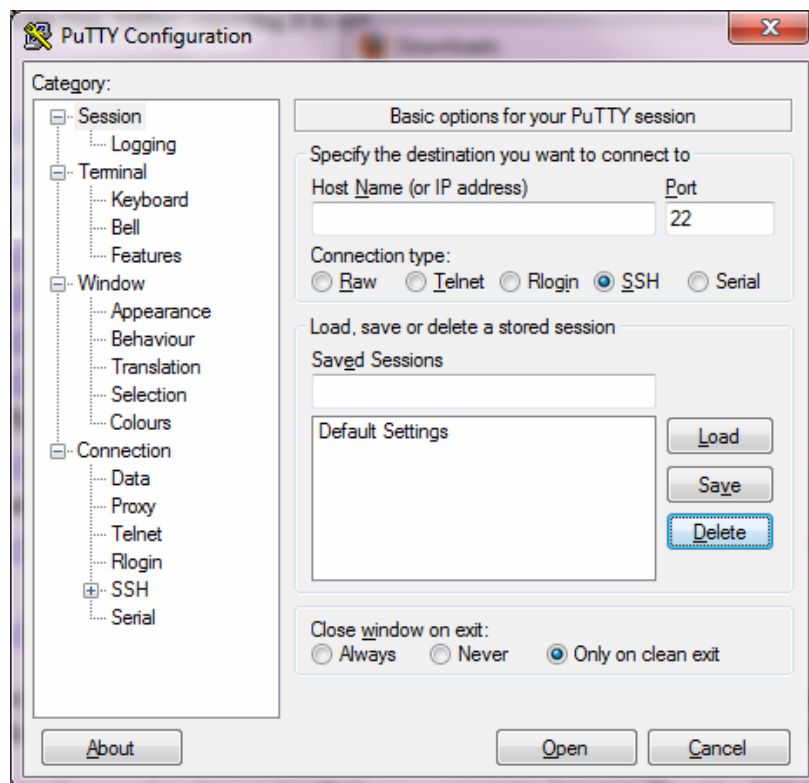 PuTTY Configuration
Category:
Session
Logging
Terminal
Keyboard
Bell
Features
Window
Appearance
Behaviour
Translation
Selection
Colours
Connection
Data
Proxy
Telnet
Rlogin
SSH
Serial
Basic options for your PuTTY session
Specify the destination you want to connect to
Host Name (or IP address) Port
22
Connection type:
Raw Telnet Rlogin SSH Serial
Load, save or delete a stored session
Saved Sessions
Default Settings
Load
Save
Delete
Close window on exit:
Always Never Only on clean exit
About Open Cancel